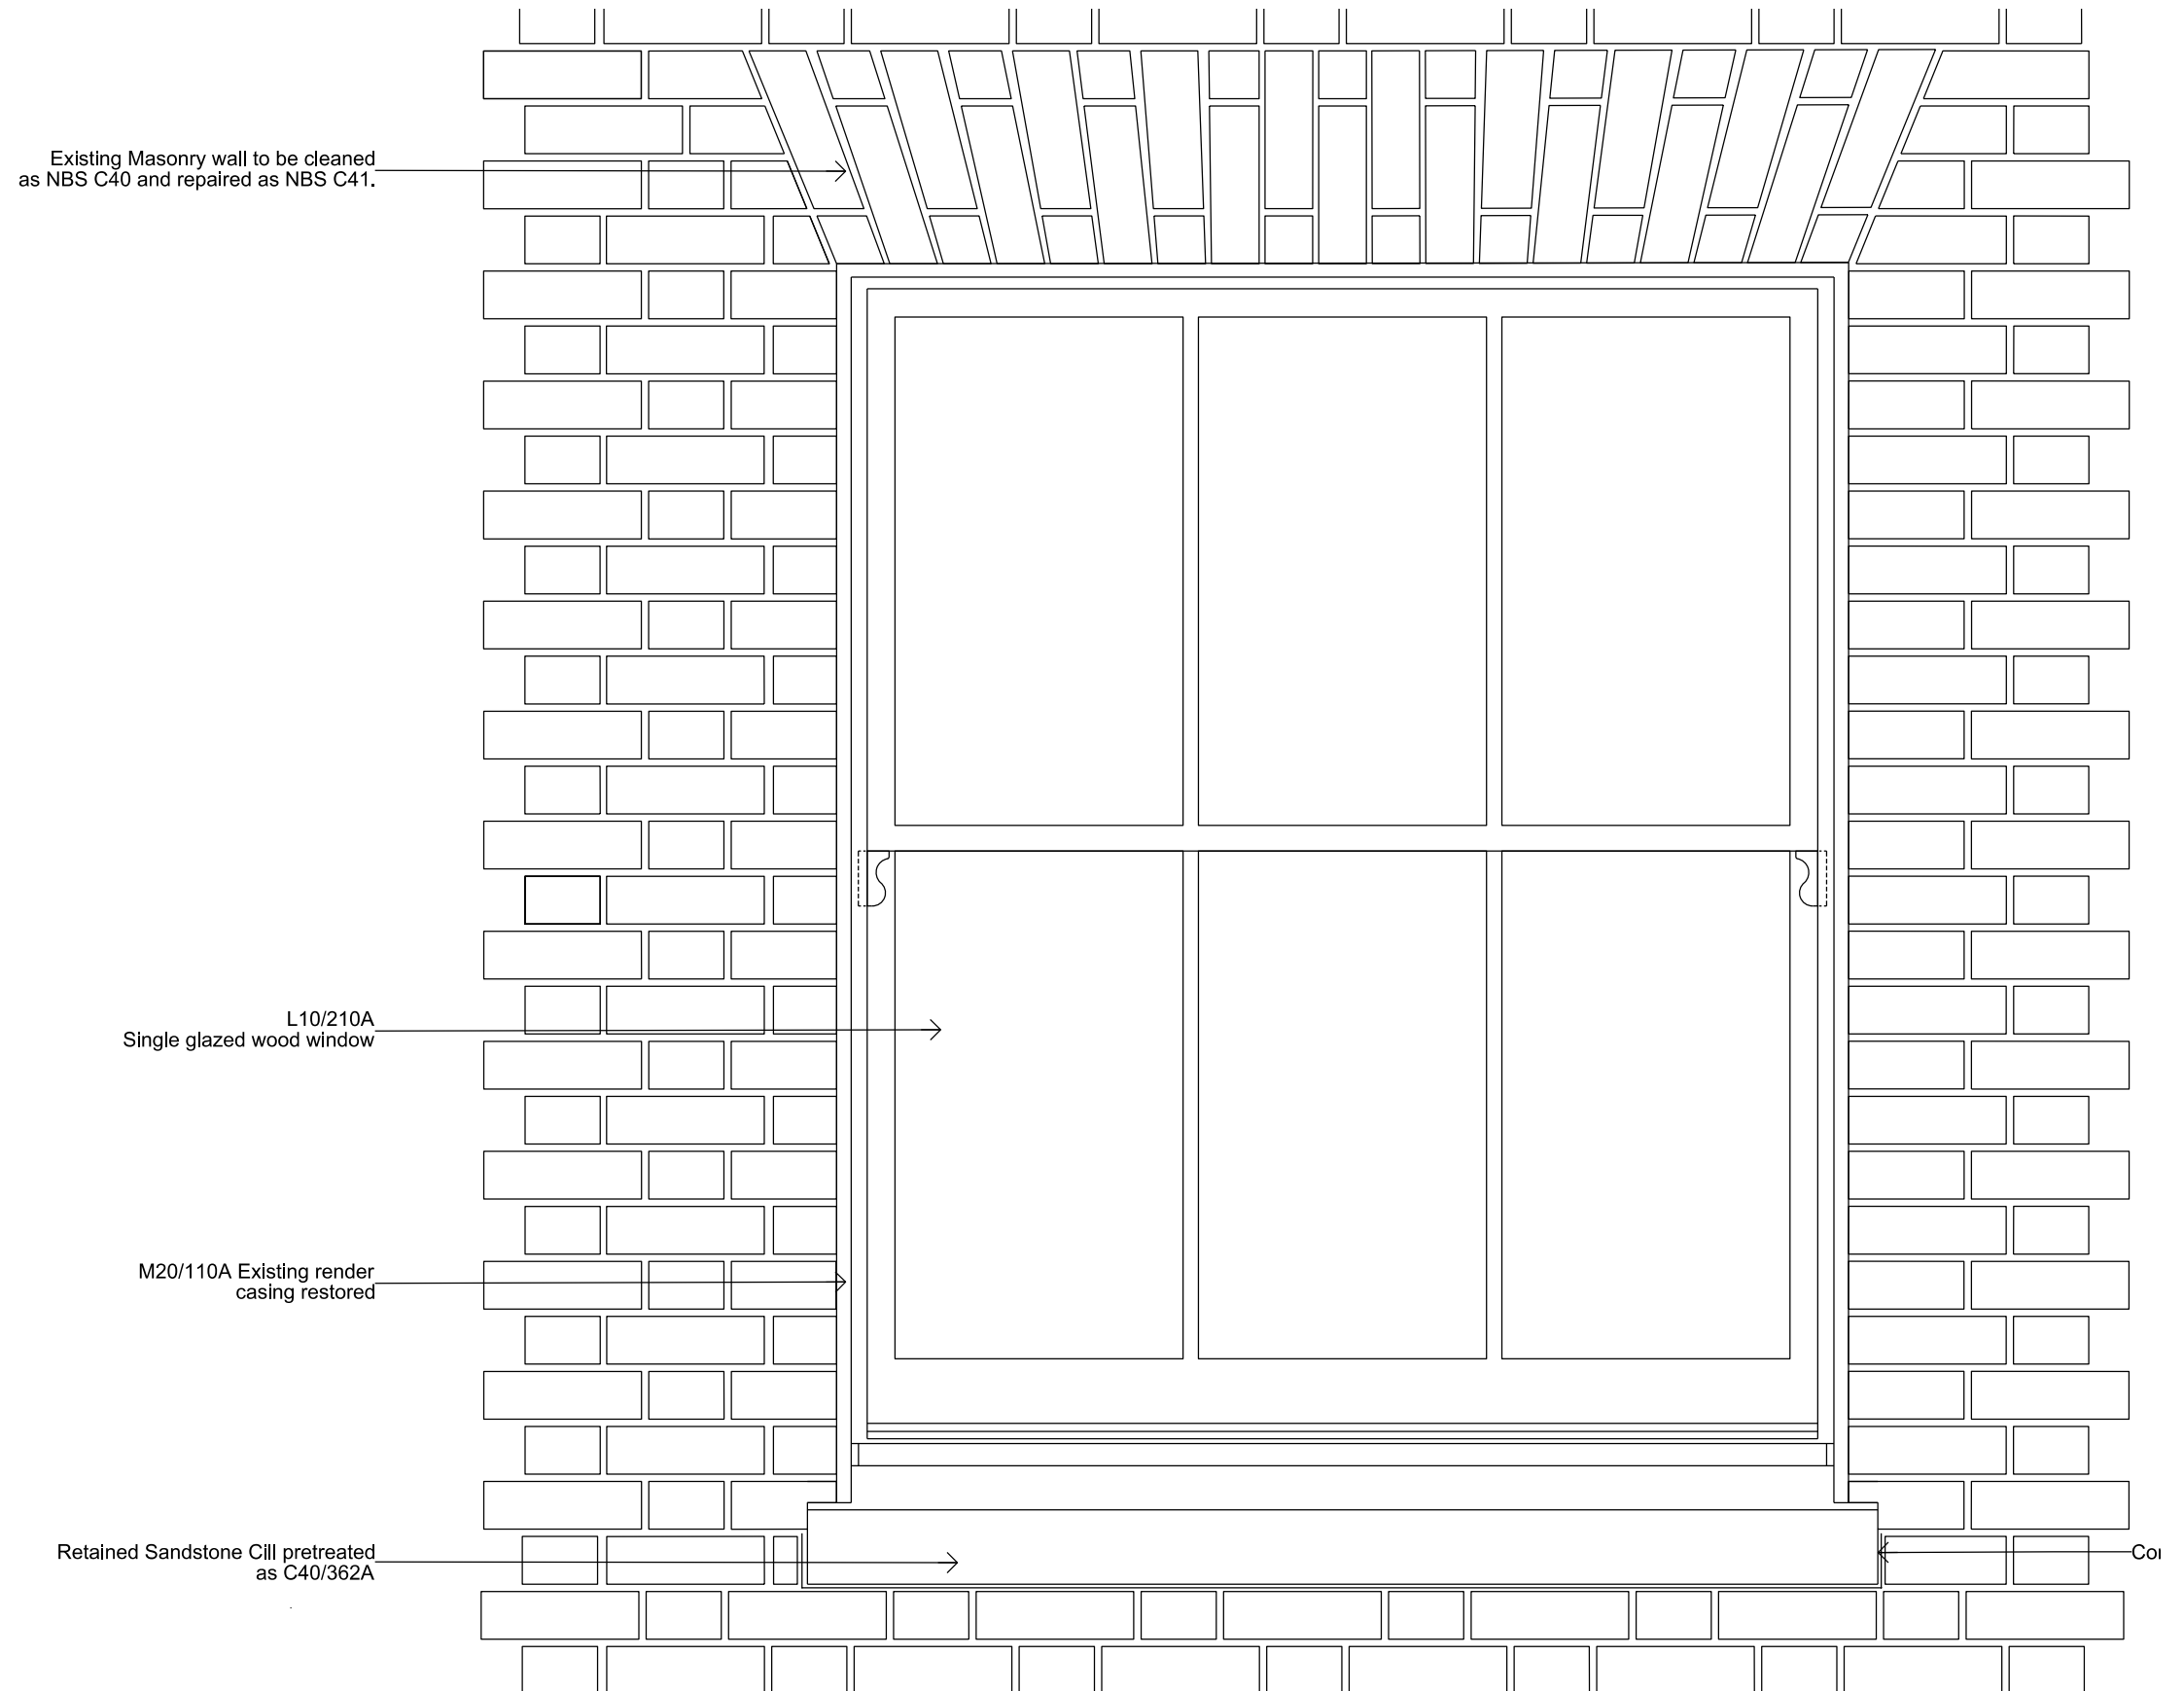 Existing Masonry wall to be cleaned
as NBS C40 and repaired as NBS C41.
L10/210A
Single glazed wood window
M20/110A Existing render
casing restored
Retained Sandstone Cill pretreated
as C40/362A